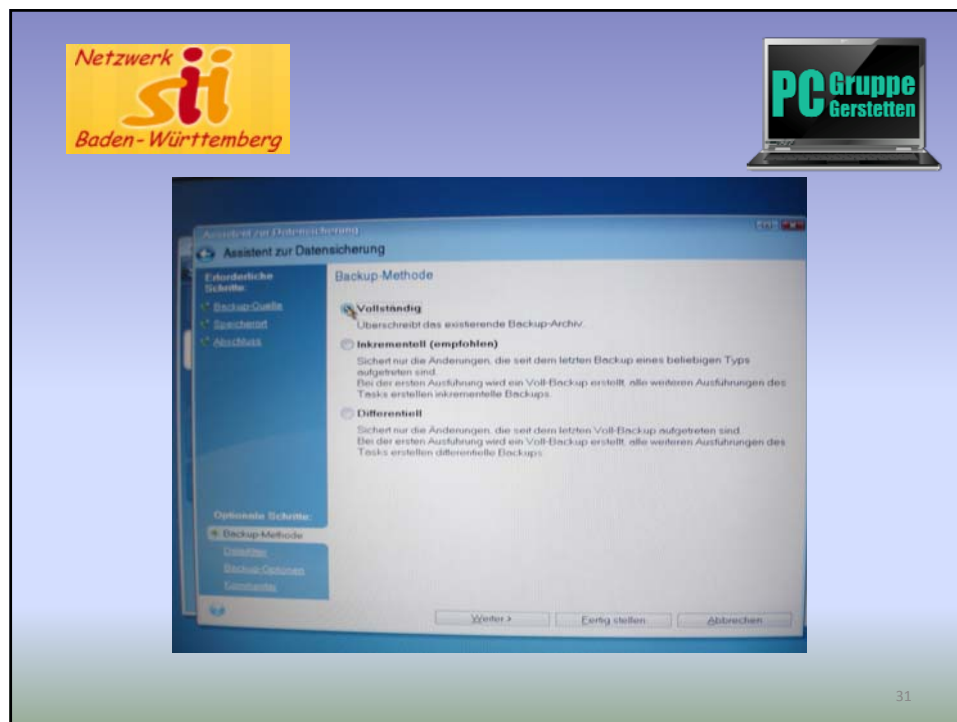 Netzwerk
sii
Baden-Württemberg
PC Gruppe
Gerstetten
Assistent zur Datensicherung
Assistent zur Datensicherung
Erforderliche
Schritte:
Backup-Quelle
Speicherort
Abschluss
Backup-Methode
Vollständig
Überschreibt das existierende Backup-Archiv.
Inkrementell (empfohlen)
Sichert nur die Änderungen, die seit dem letzten Backup eines beliebigen Typs
aufgetreten sind.
Bei der ersten Ausführung wird ein Voll-Backup erstellt, alle weiteren Ausführungen des
Tasks erstellen inkrementelle Backups.
Differentiell
Sichert nur die Änderungen, die seit dem letzten Voll-Backup aufgetreten sind.
Bei der ersten Ausführung wird ein Voll-Backup erstellt, alle weiteren Ausführungen des
Tasks erstellen differentielle Backups.
Optionale Schritte:
Backup-Methode
Dateifilter
Backup-Optionen
Kommentar
Weiter >
Fertig stellen
Abbrechen
31